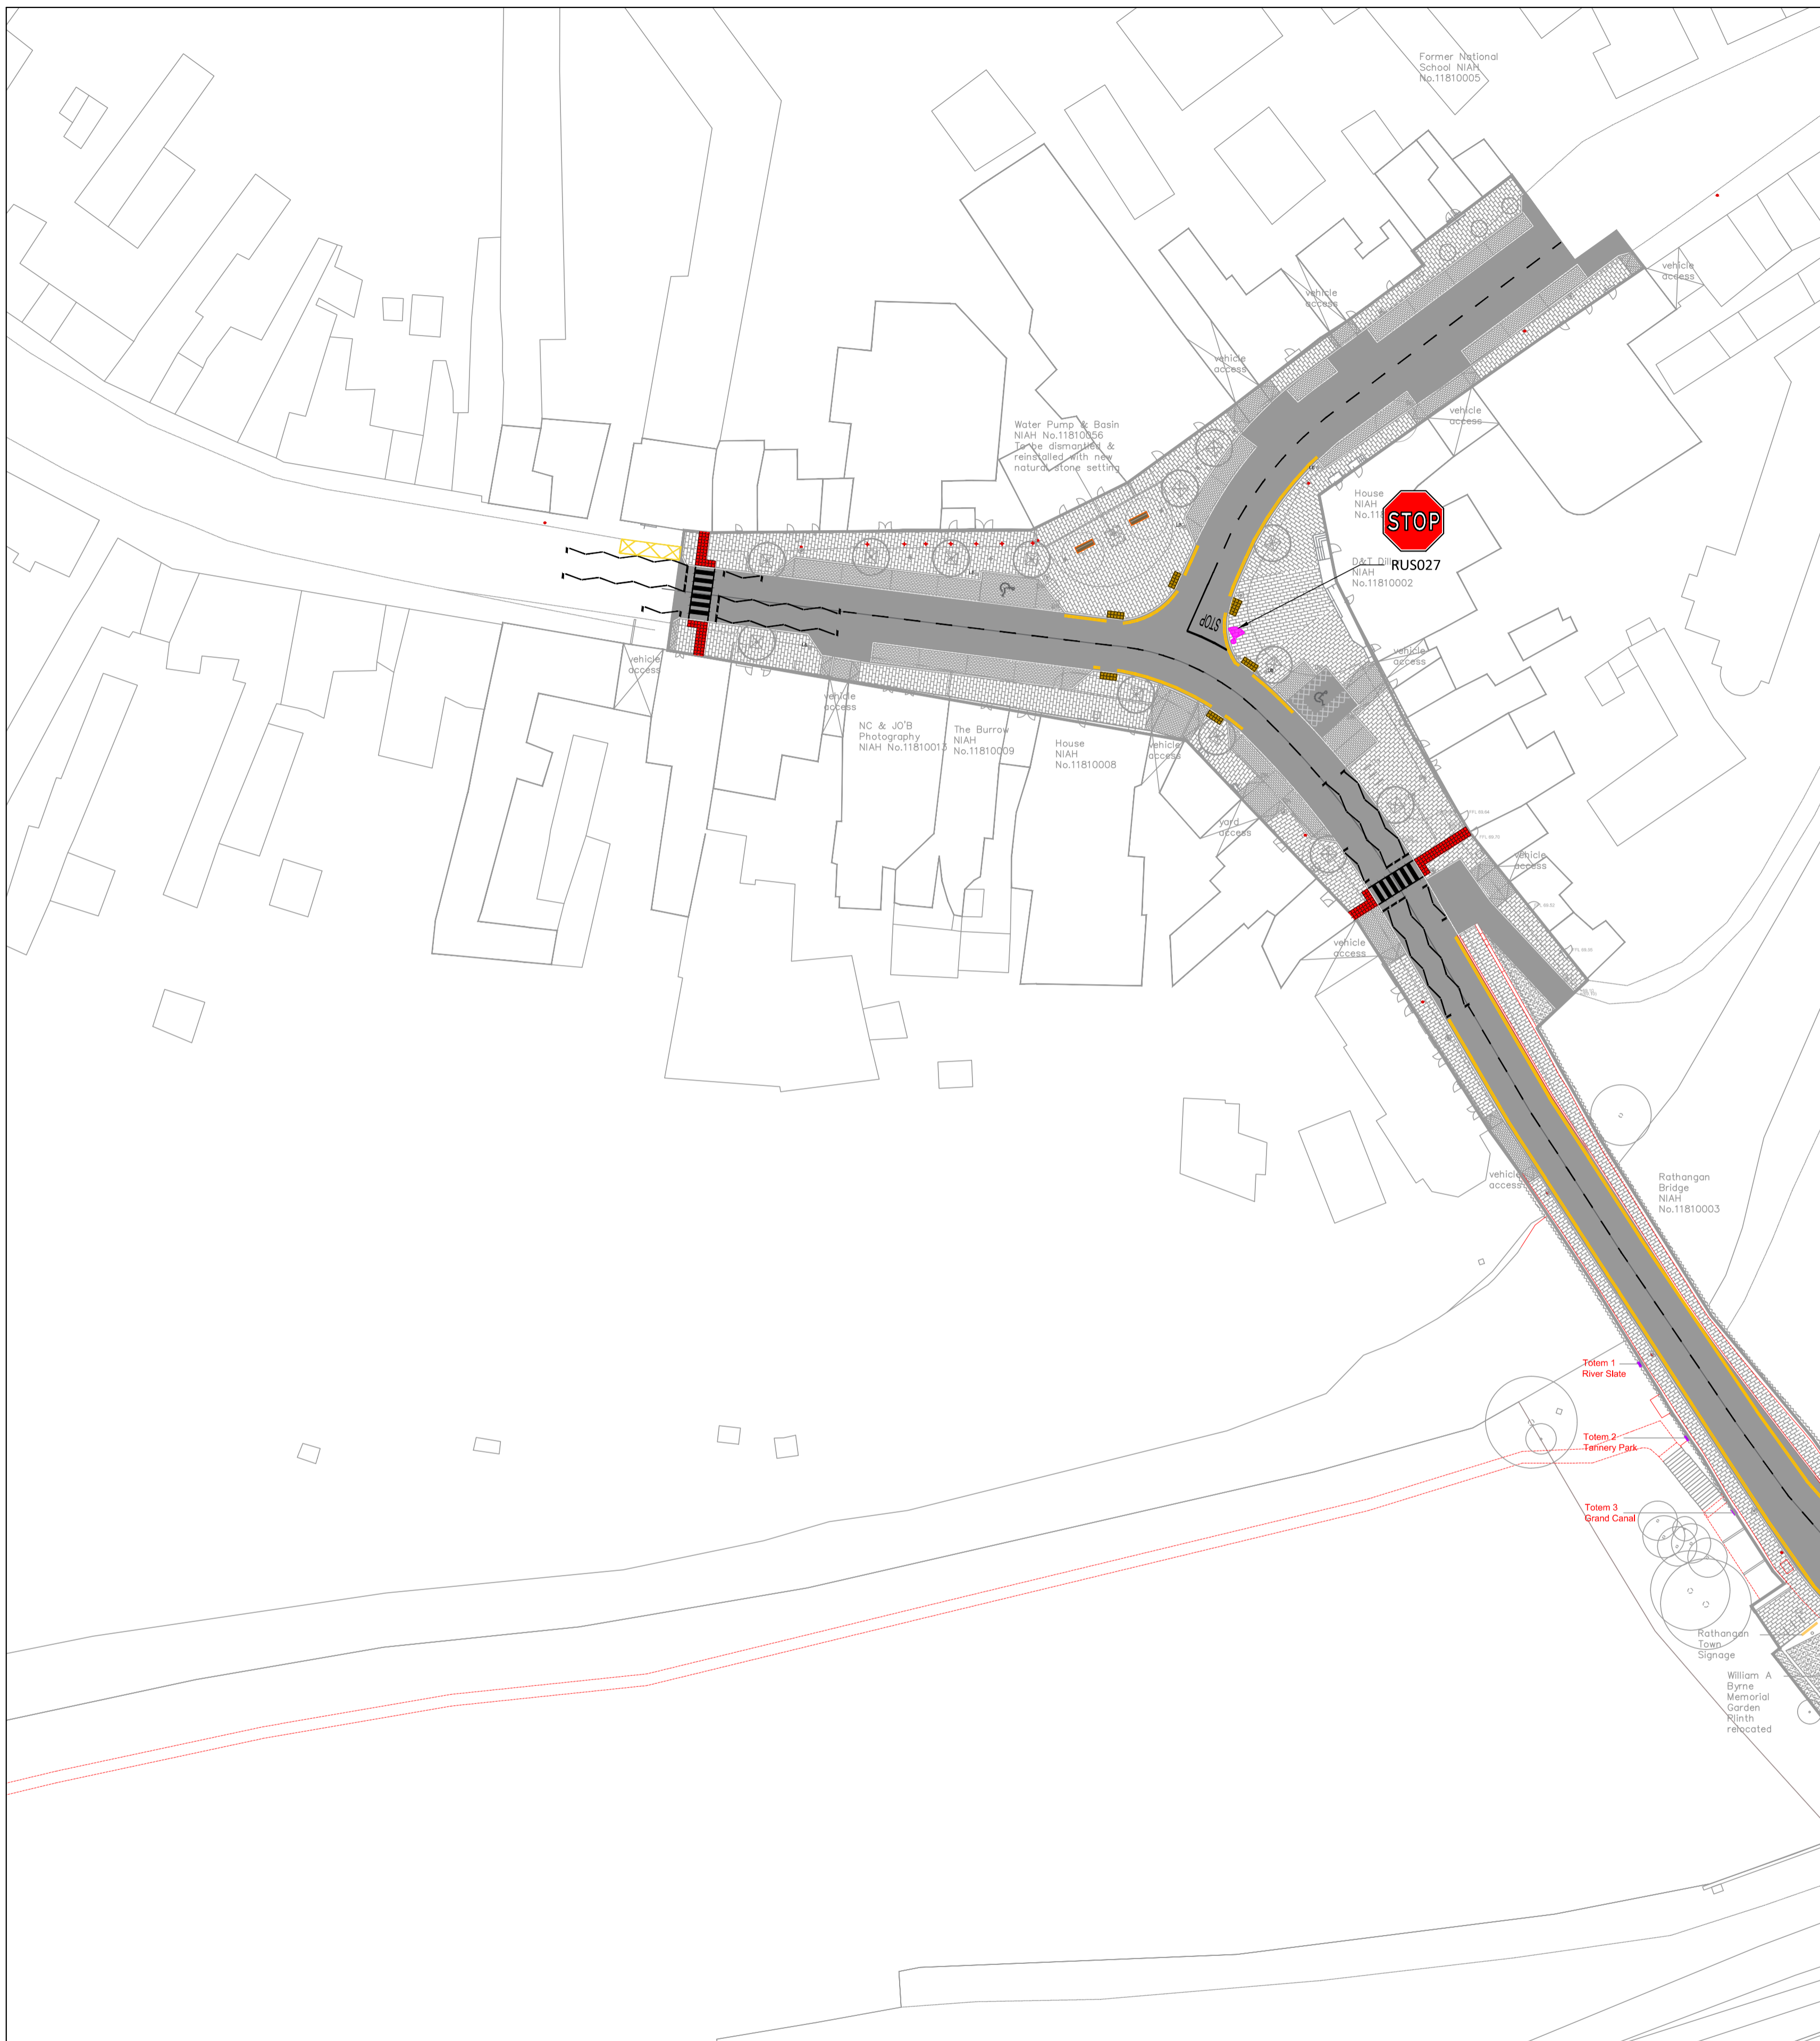 Former National
School NIAH
No.11810005
vehicle
access
vehicle
access
vehicle
access
vehicle
access
Water Pump & Basin
NIAH No.11810056
To be dismantled &
reinstalled with new
natural stone setting
House
NIAH
STOP
D&T
NIAH
No.11810002
RUS027
STOP
vehicle
access
vehicle
access
vehicle
access
NC & JO'B
Photography
NIAH No.11810013
The Burrow
NIAH
No.11810009
House
NIAH
No.11810008
vehicle
access
yard
access
vehicle
access
vehicle
access
vehicle
access
Rathangan
Bridge
NIAH
No.11810003
Totem 1
River Slate
Totem 2
Tannery Park
Totem 3
Grand Canal
Rathangan
Town
Signage
William A
Byrne
Memorial
Garden
Plinth
relocated